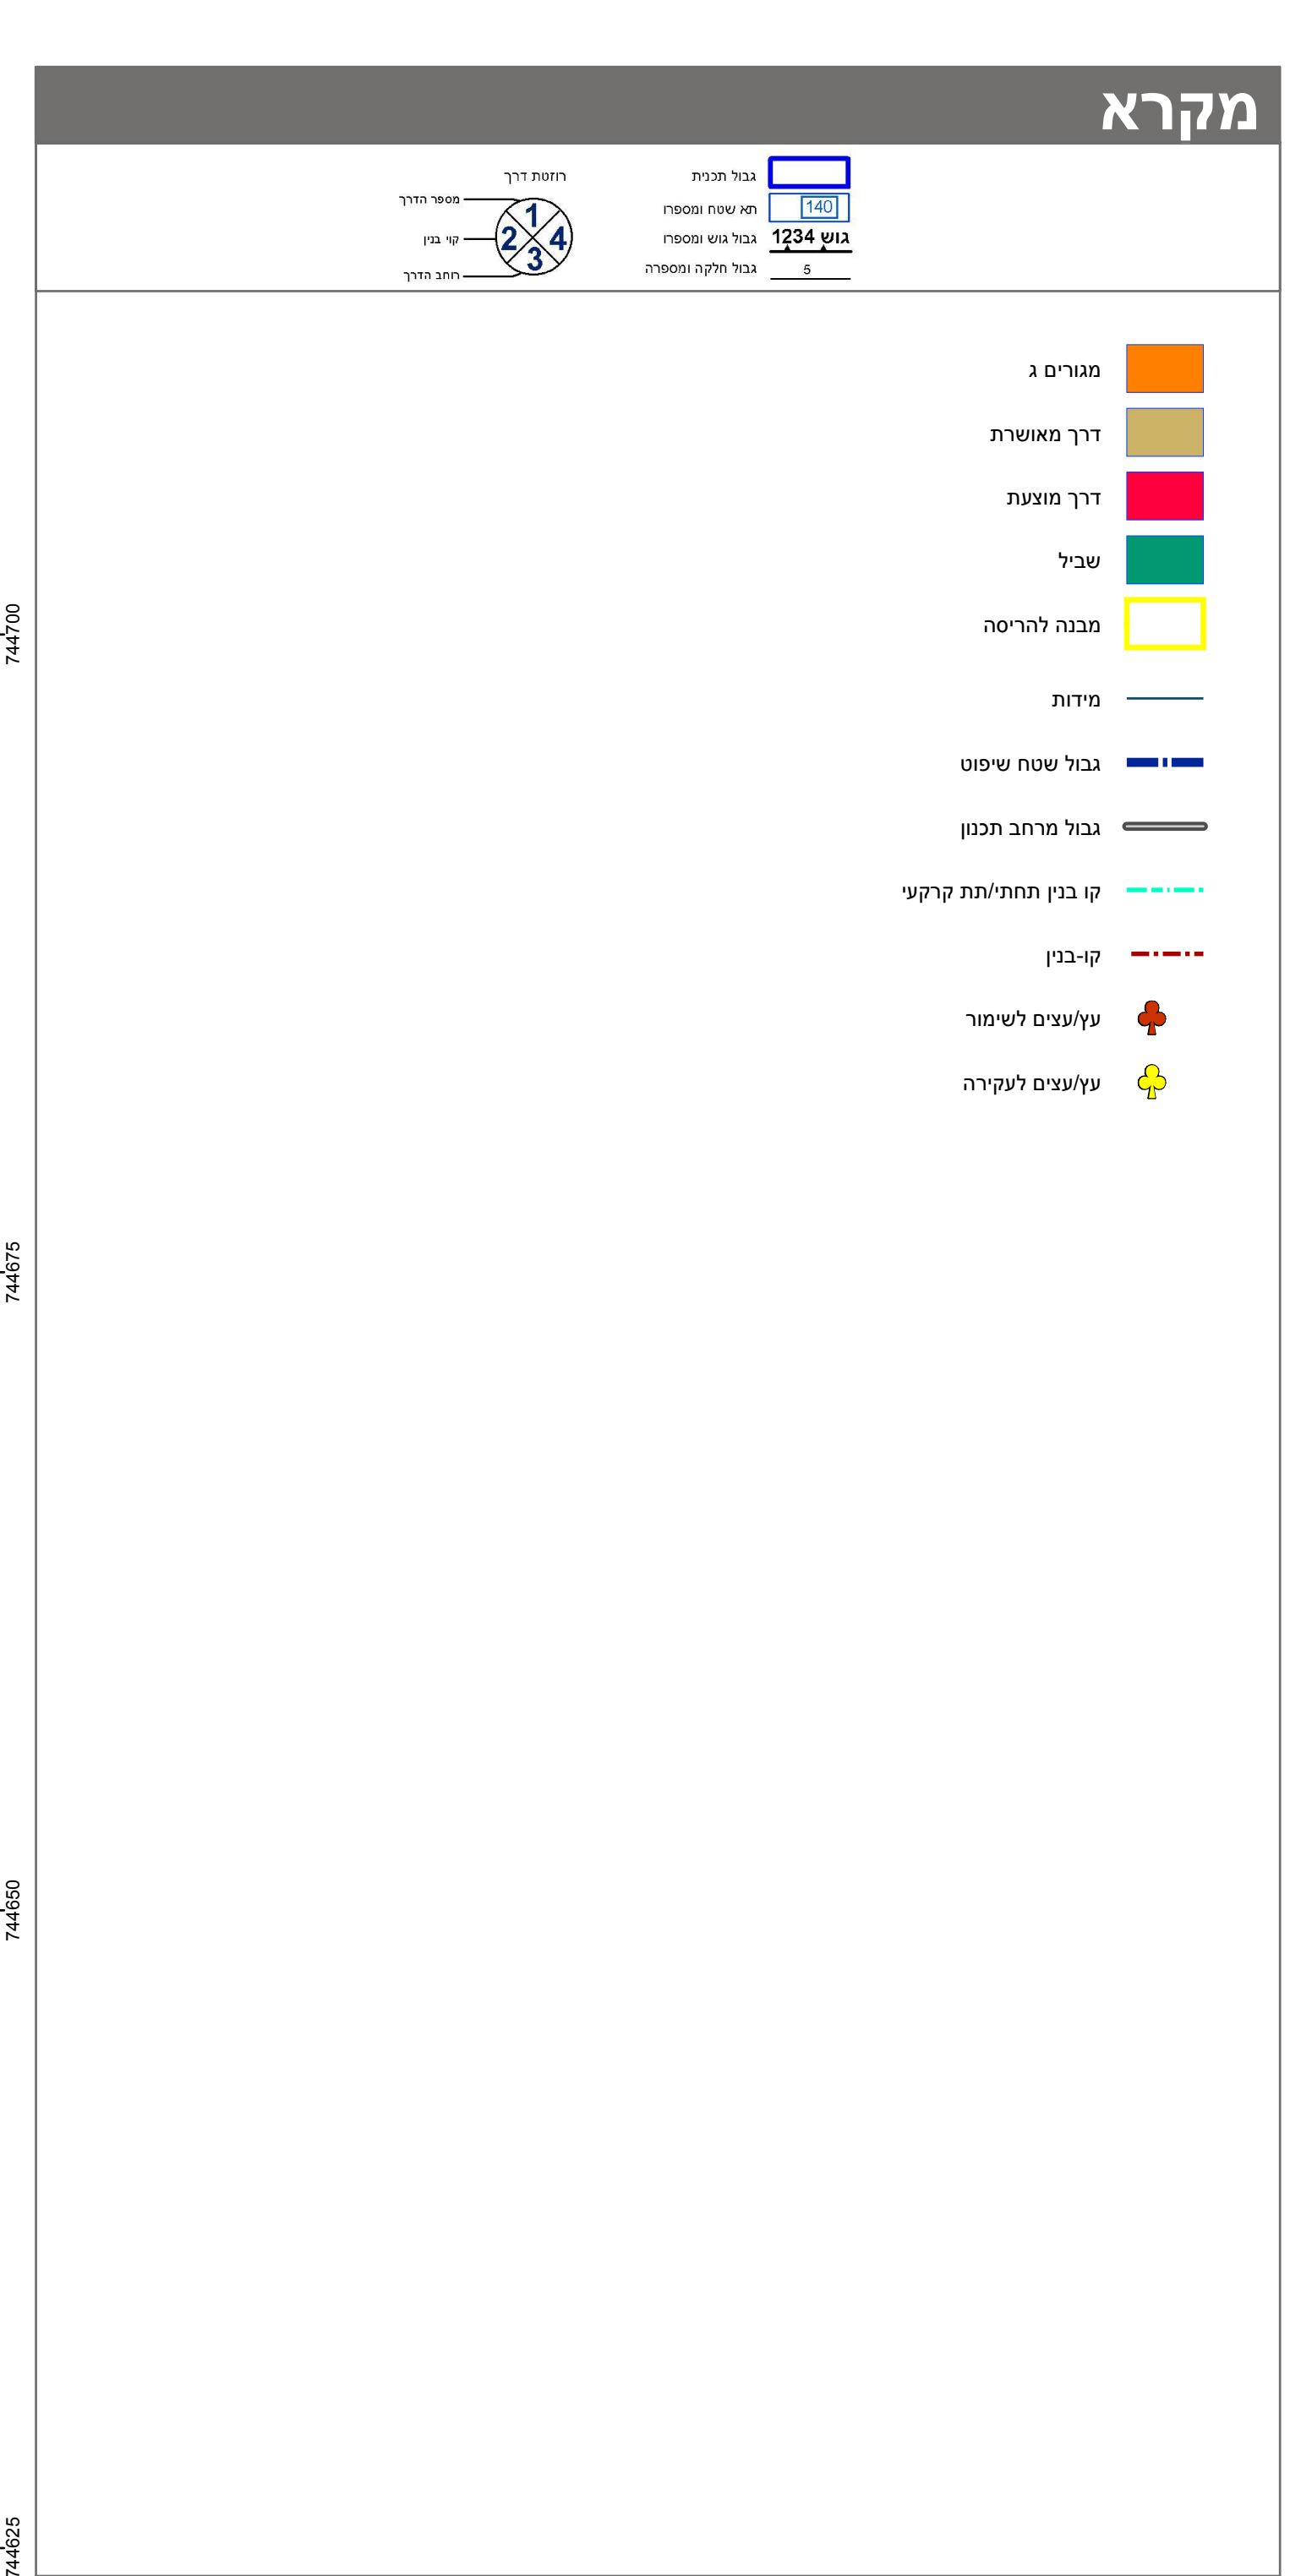 מקרא
גבול תכנית
תא שטח ומספרו 140
גבול גוש ומספרו גוש 1234
גבול חלקה ומספרה 5
רוזטת דרך
מספר הדרך
קוי בנין
רוחב הדרך
1
2 4
3
מגורים ג
דרך מאושרת
דרך מוצעת
שביל
מבנה להריסה
מידות
גבול שטח שיפוט
גבול מרחב תכנון
קו בנין תחתי/תת קרקעי
קו-בנין
עץ/עצים לשימור
עץ/עצים לעקירה
744700
744675
744650
744625